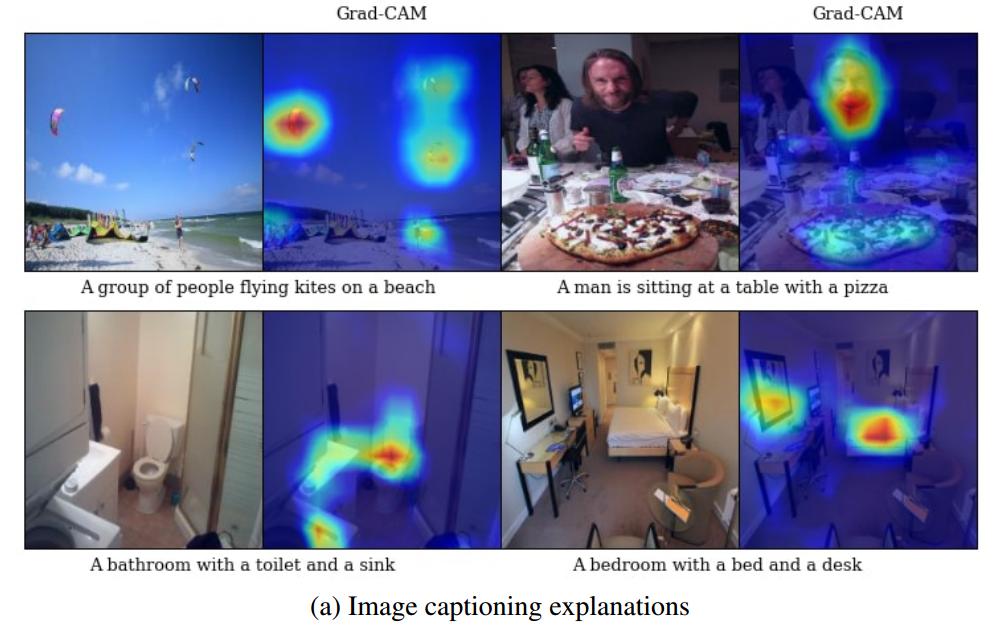 Grad-CAM
Grad-CAM
A group of people flying kites on a beach
A man is sitting at a table with a pizza
A bathroom with a toilet and a sink
A bedroom with a bed and a desk
(a) Image captioning explanations